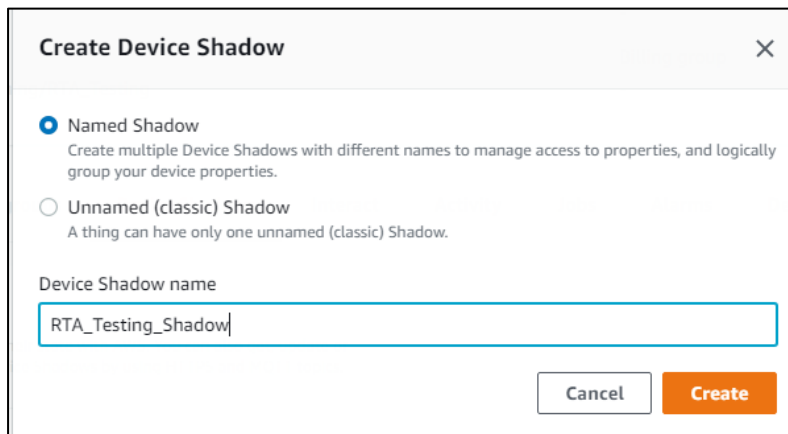 Create Device Shadow
Named Shadow
Create multiple Device Shadows with different names to manage access to properties, and logically
group your device properties.
Unnamed (classic) Shadow
A thing can have only one unnamed (classic) Shadow.
Device Shadow name
RTA_Testing_Shadow
Cancel Create